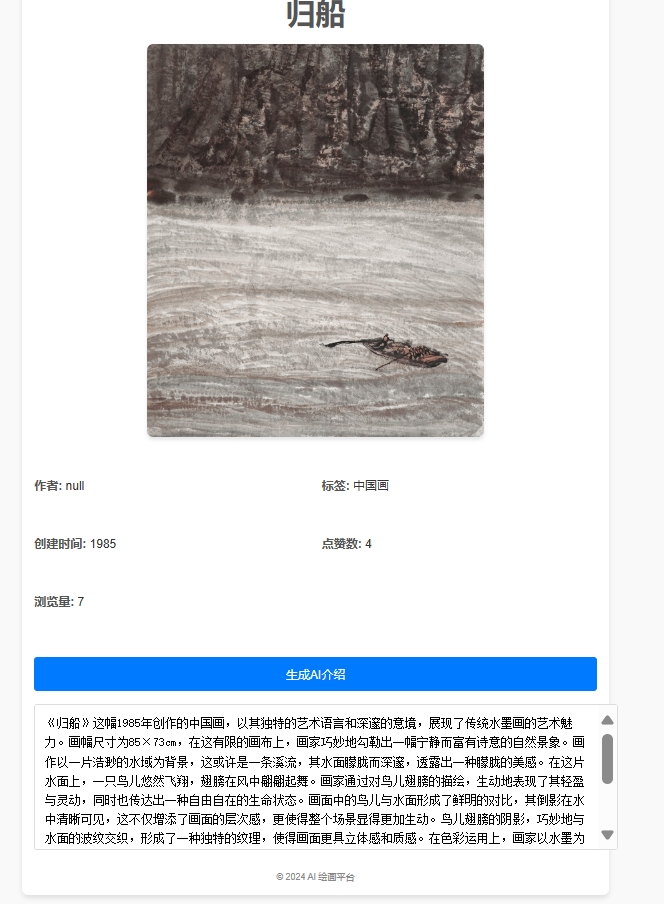 归船
作者: null
标签: 中国画
创建时间: 1985
点赞数: 4
浏览量: 7
生成AI介绍
《归船》这幅1985年创作的中国画，以其独特的艺术语言和深邃的意境，展现了传统水墨画的艺术魅
力。画幅尺寸为85×73cm，在这有限的画布上，画家巧妙地勾勒出一幅宁静而富有诗意的自然景象。画
作以一片浩渺的水域为背景，这或许是一条溪流，其水面朦胧而深邃，透露出一种朦胧的美感。在这片
水面上，一只鸟儿悠然飞翔，翅膀在风中翩翩起舞。画家通过对鸟儿翅膀的描绘，生动地表现了其轻盈
与灵动，同时也传达出一种自由自在的生命状态。画面中的鸟儿与水面形成了鲜明的对比，其倒影在水
中清晰可见，这不仅增添了画面的层次感，更使得整个场景显得更加生动。鸟儿翅膀的阴影，巧妙地与
水面的波纹交织，形成了一种独特的纹理，使得画面更具立体感和质感。在色彩运用上，画家以水墨为
© 2024 AI 绘画平台